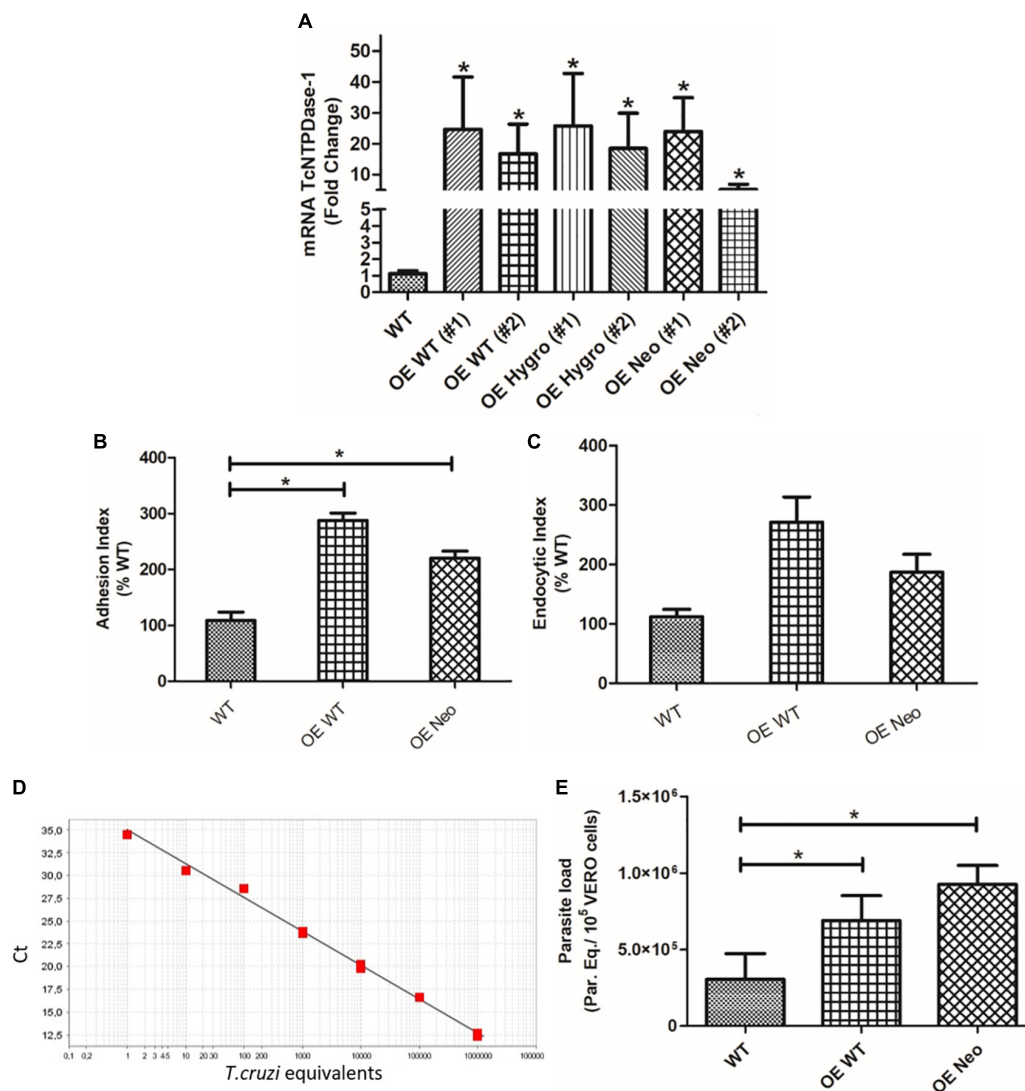 A
mRNA TcNTPDase-1
(Fold Change)
50
40
30
20
10
5
4
3
2
1
0
*
*
*
*
*
*
WT
OE WT (#1)
OE WT (#2)
OE Hygro (#1)
OE Hygro (#2)
OE Neo (#1)
OE Neo (#2)
B
Adhesion Index
(% WT)
400
300
200
100
0
*
*
WT
OE WT
OE Neo
C
Endocytic Index
(% WT)
400
300
200
100
0
WT
OE WT
OE Neo
D
Ct
35,0
32,5
30,0
27,5
25,0
22,5
20,0
17,5
15,0
12,5
0,1 0,2 1 2 3 4 5 10 20 30 100 200 1000 10000 100000 1000000 100000
T.cruzi equivalents
E
Parasite load
(Par. Eq./ 10⁵ VERO cells)
1.5×10⁶
1.0×10⁶
5.0×10⁵
0
*
*
WT
OE WT
OE Neo